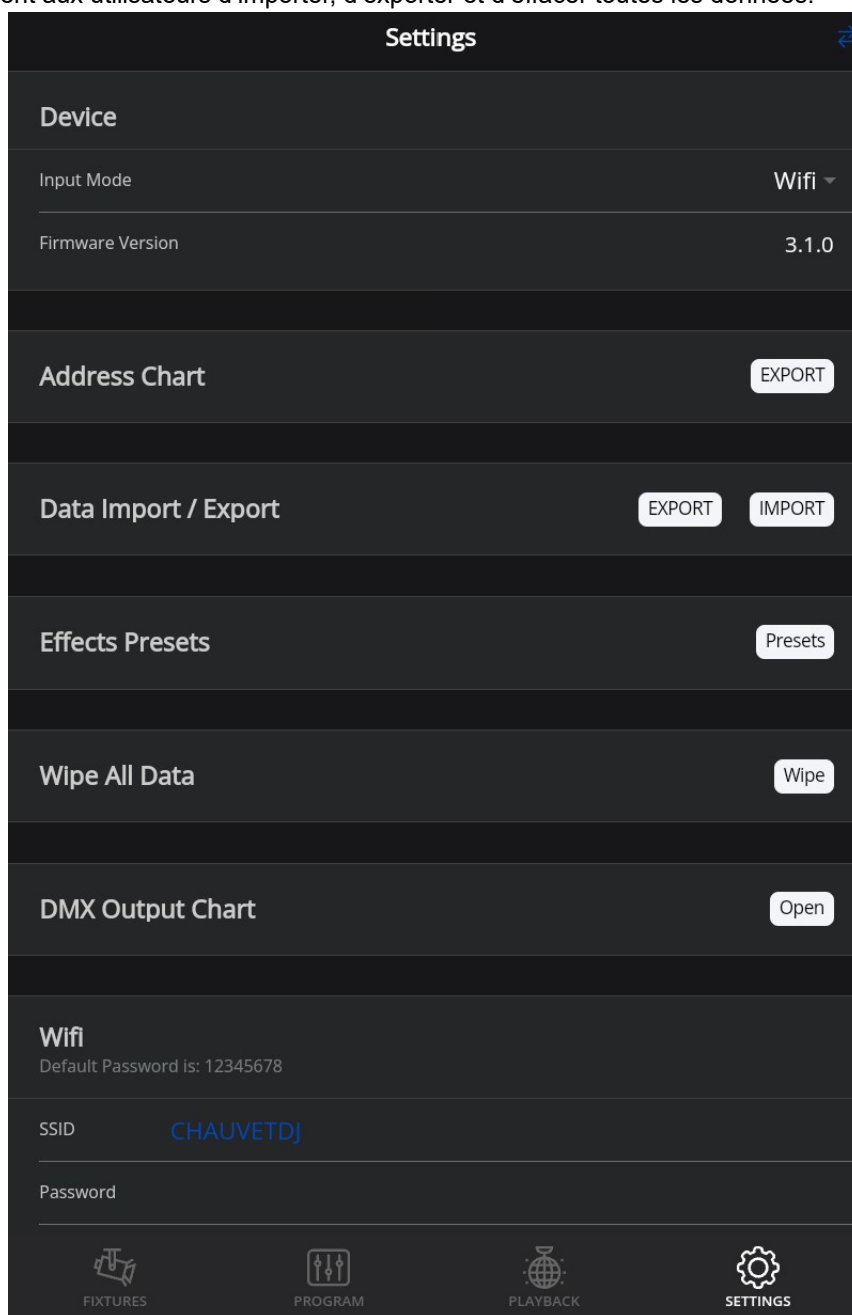 aux utilisateurs d'importer, d'exporter et d'effacer toutes les données.
Settings
Device
Input Mode Wifi
Firmware Version 3.1.0
Address Chart EXPORT
Data Import / Export EXPORT IMPORT
Effects Presets Presets
Wipe All Data Wipe
DMX Output Chart Open
Wifi
Default Password is: 12345678
SSID CHAUVETDJ
Password
FIXTURES PROGRAM PLAYBACK SETTINGS